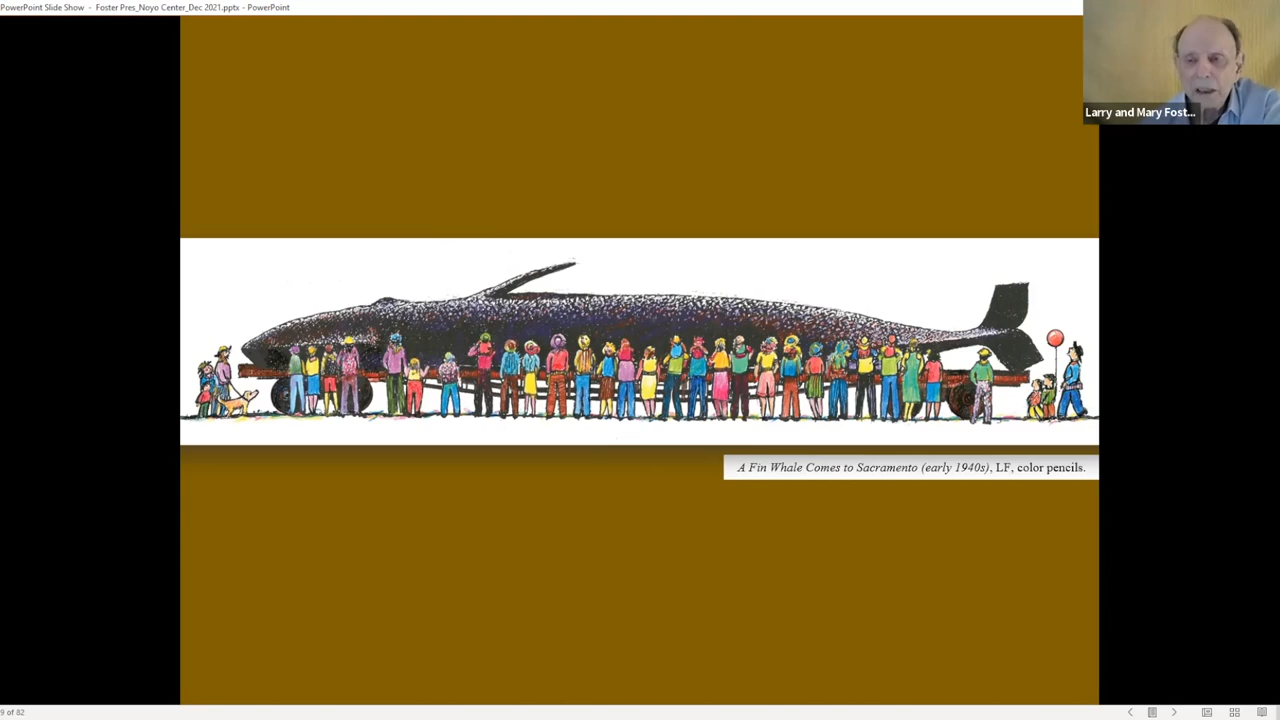 PowerPoint Slide Show - Foster Pres_Noyo Center_Dec 2021.pptx - PowerPoint
Larry and Mary Fost...
A Fin Whale Comes to Sacramento (early 1940s), LF, color pencils.
9 of 82